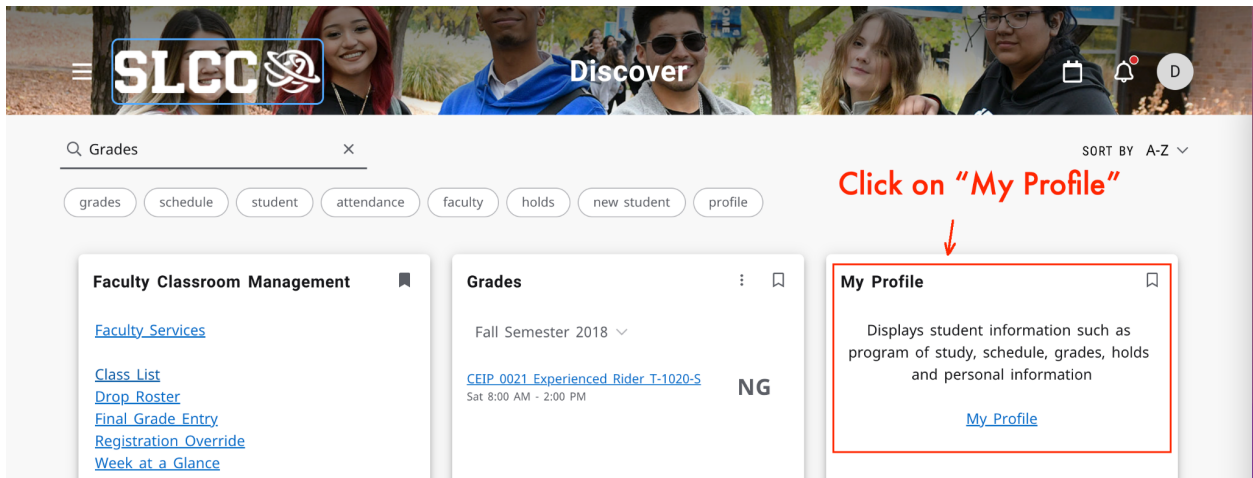 SLCC
Discover
D
Grades
SORT BY A-Z
Click on “My Profile”
grades schedule student attendance faculty holds new student profile
Faculty Classroom Management
Faculty Services
Class List
Drop Roster
Final Grade Entry
Registration Override
Week at a Glance
Grades
Fall Semester 2018
CEIP 0021 Experienced Rider T-1020-S
Sat 8:00 AM - 2:00 PM
NG
My Profile
Displays student information such as
program of study, schedule, grades, holds
and personal information
My Profile